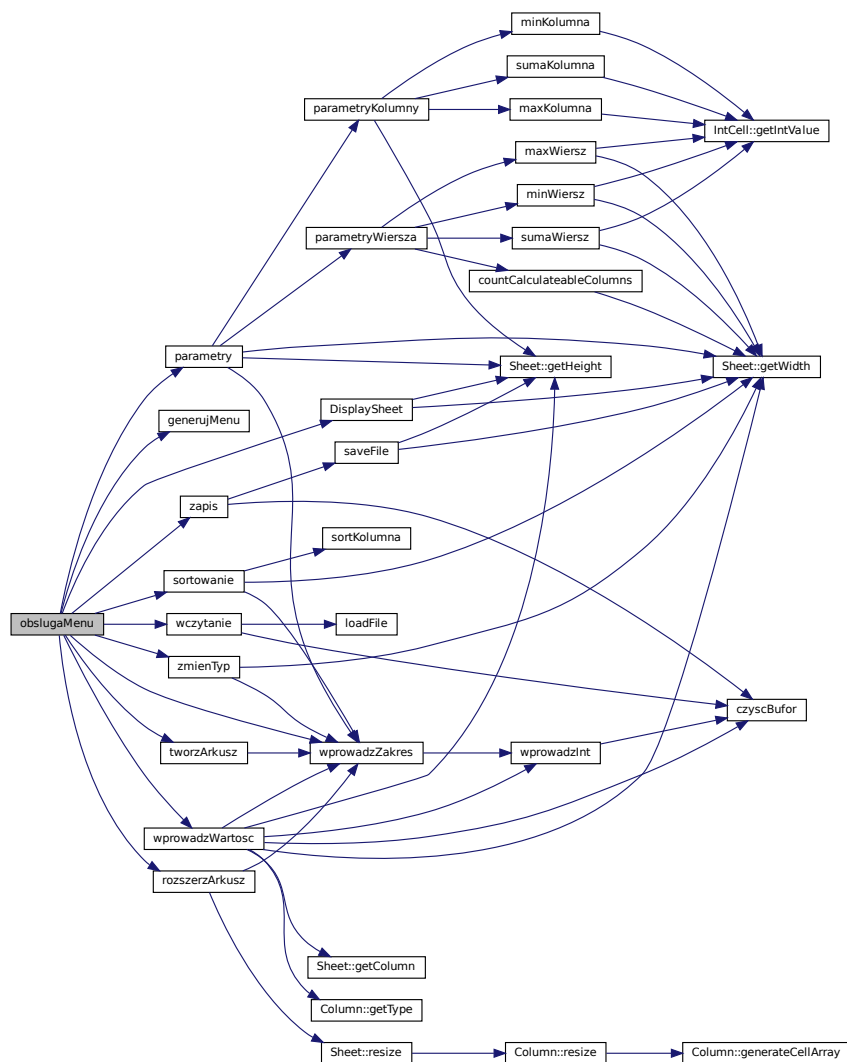 minKolumna
sumaKolumna
parametryKolumny
maxKolumna
IntCell::getIntValue
maxWiersz
minWiersz
parametryWiersza
sumaWiersz
countCalculateableColumns
parametry
Sheet::getHeight
Sheet::getWidth
DisplaySheet
generujMenu
saveFile
zapis
sortKolumna
sortowanie
obslugaMenu
wczytanie
loadFile
zmienTyp
czyscBufor
tworzArkusz
wprowadzZakres
wprowadzInt
wprowadzWartosc
rozszerzArkusz
Sheet::getColumn
Column::getType
Sheet::resize
Column::resize
Column::generateCellArray